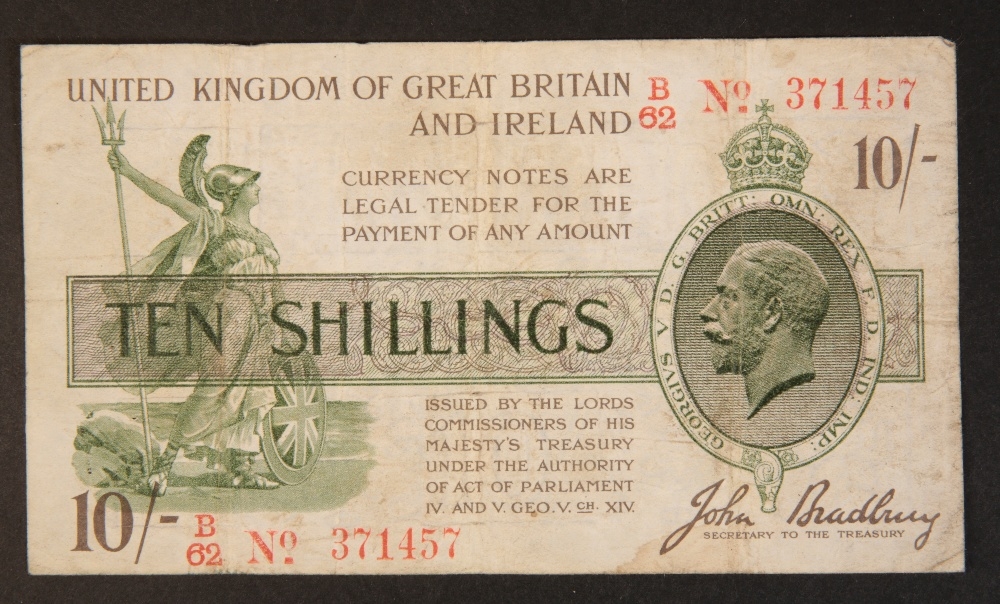 UNITED KINGDOM OF GREAT BRITAIN
AND IRELAND
B
62
No. 371457
10/-
CURRENCY NOTES ARE
LEGAL TENDER FOR THE
PAYMENT OF ANY AMOUNT
GEORGIVS V D. G. BRITT: OMN: REX F. D. IND: IMP:
TEN SHILLINGS
ISSUED BY THE LORDS
COMMISSIONERS OF HIS
MAJESTY'S TREASURY
UNDER THE AUTHORITY
OF ACT OF PARLIAMENT
IV. AND V. GEO. V. CH. XIV.
10/-
B
62
No. 371457
John Bradbury
SECRETARY TO THE TREASURY